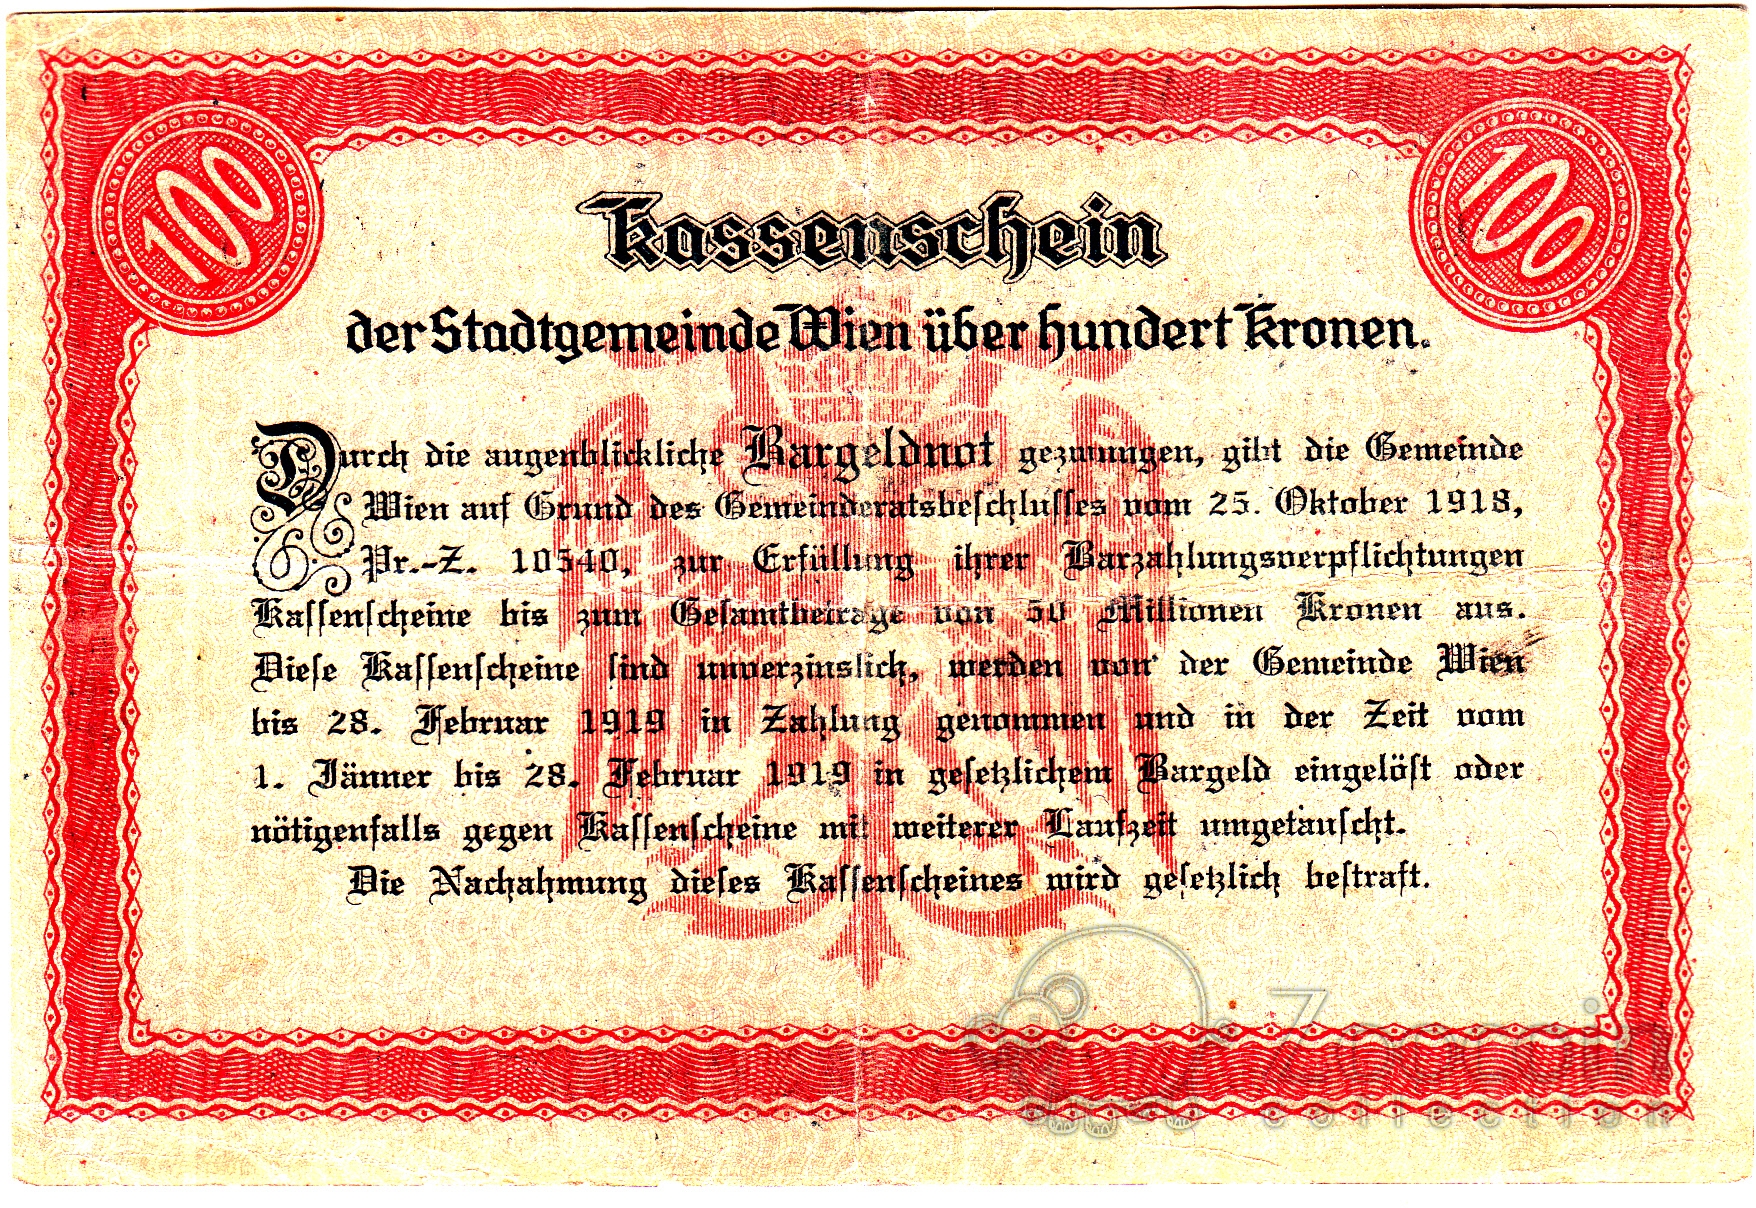 100 100
Kassenschein
der Stadtgemeinde Wien über hundert Kronen.
Durch die augenblickliche Bargeldnot gezwungen, gibt die Gemeinde
Wien auf Grund des Gemeinderatsbeschlusses vom 25. Oktober 1918,
Pr.-Z. 10540, zur Erfüllung ihrer Barzahlungsverpflichtungen
Kassenscheine bis zum Gesamtbetrage von 50 Millionen Kronen aus.
Diese Kassenscheine sind unverzinslich, werden von der Gemeinde Wien
bis 28. Februar 1919 in Zahlung genommen und in der Zeit vom
1. Jänner bis 28. Februar 1919 in gesetzlichem Bargeld eingelöst oder
nötigenfalls gegen Kassenscheine mit weiterer Laufzeit umgetauscht.
Die Nachahmung dieses Kassenscheines wird gesetzlich bestraft.
collection